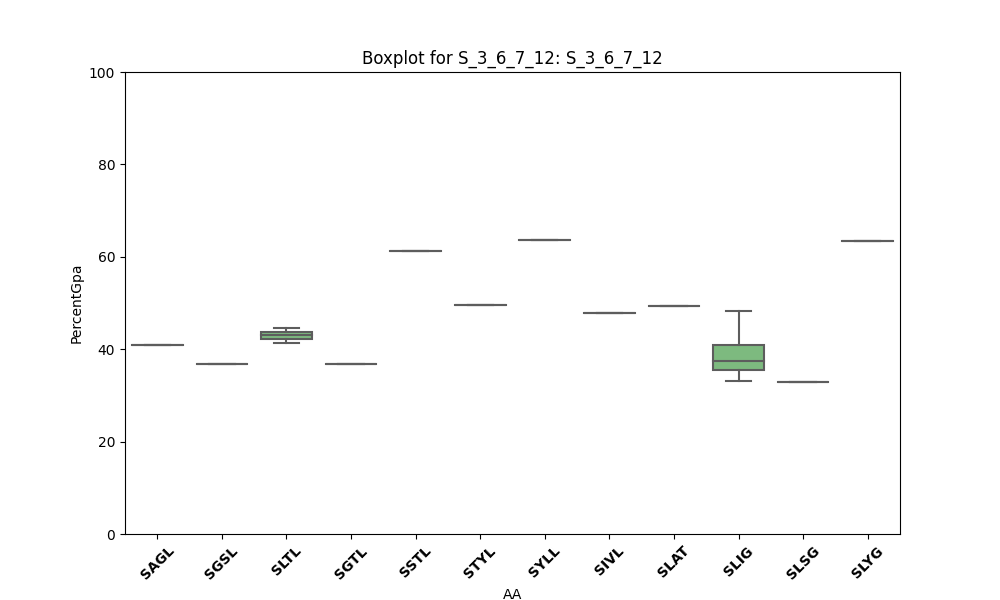 Boxplot for S_3_6_7_12: S_3_6_7_12
100
80
60
40
20
0
PercentGpa
SAGL
SGSL
SLTL
SGTL
SSTL
STYL
SYLL
SIVL
SLAT
SLIG
SLSG
SLYG
AA